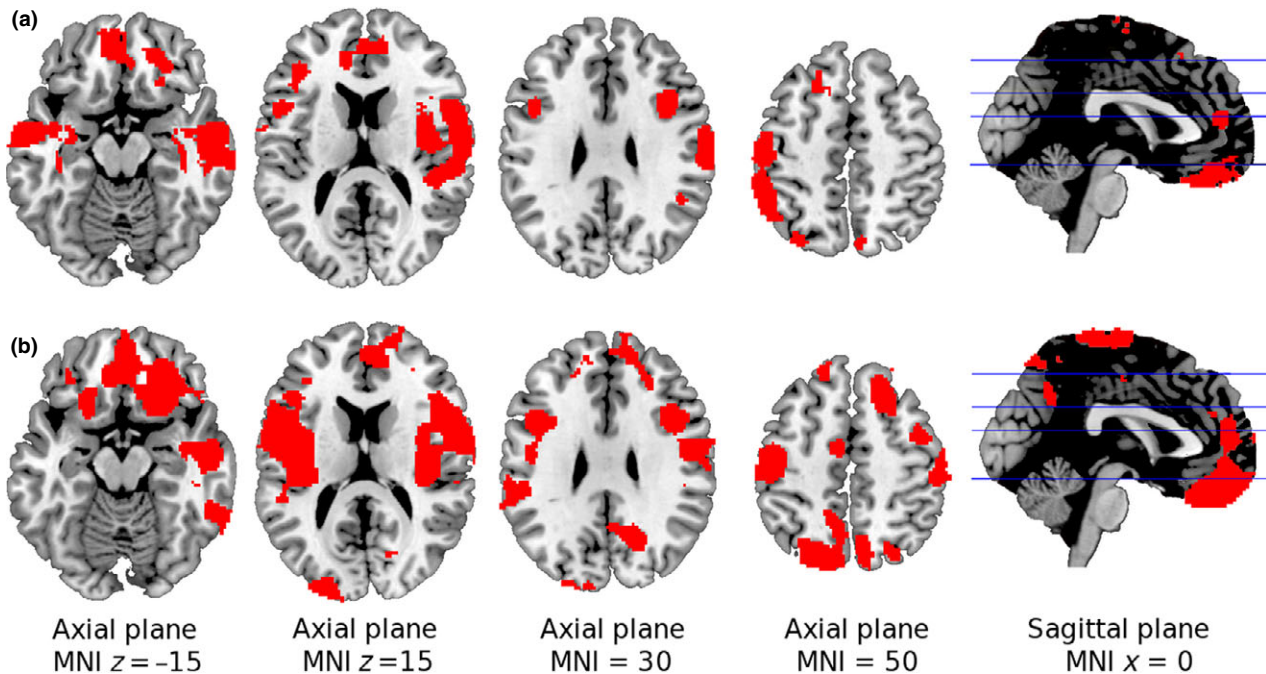 (a)
(b)
Axial plane
MNI z = –15
Axial plane
MNI z =15
Axial plane
MNI = 30
Axial plane
MNI = 50
Sagittal plane
MNI x = 0